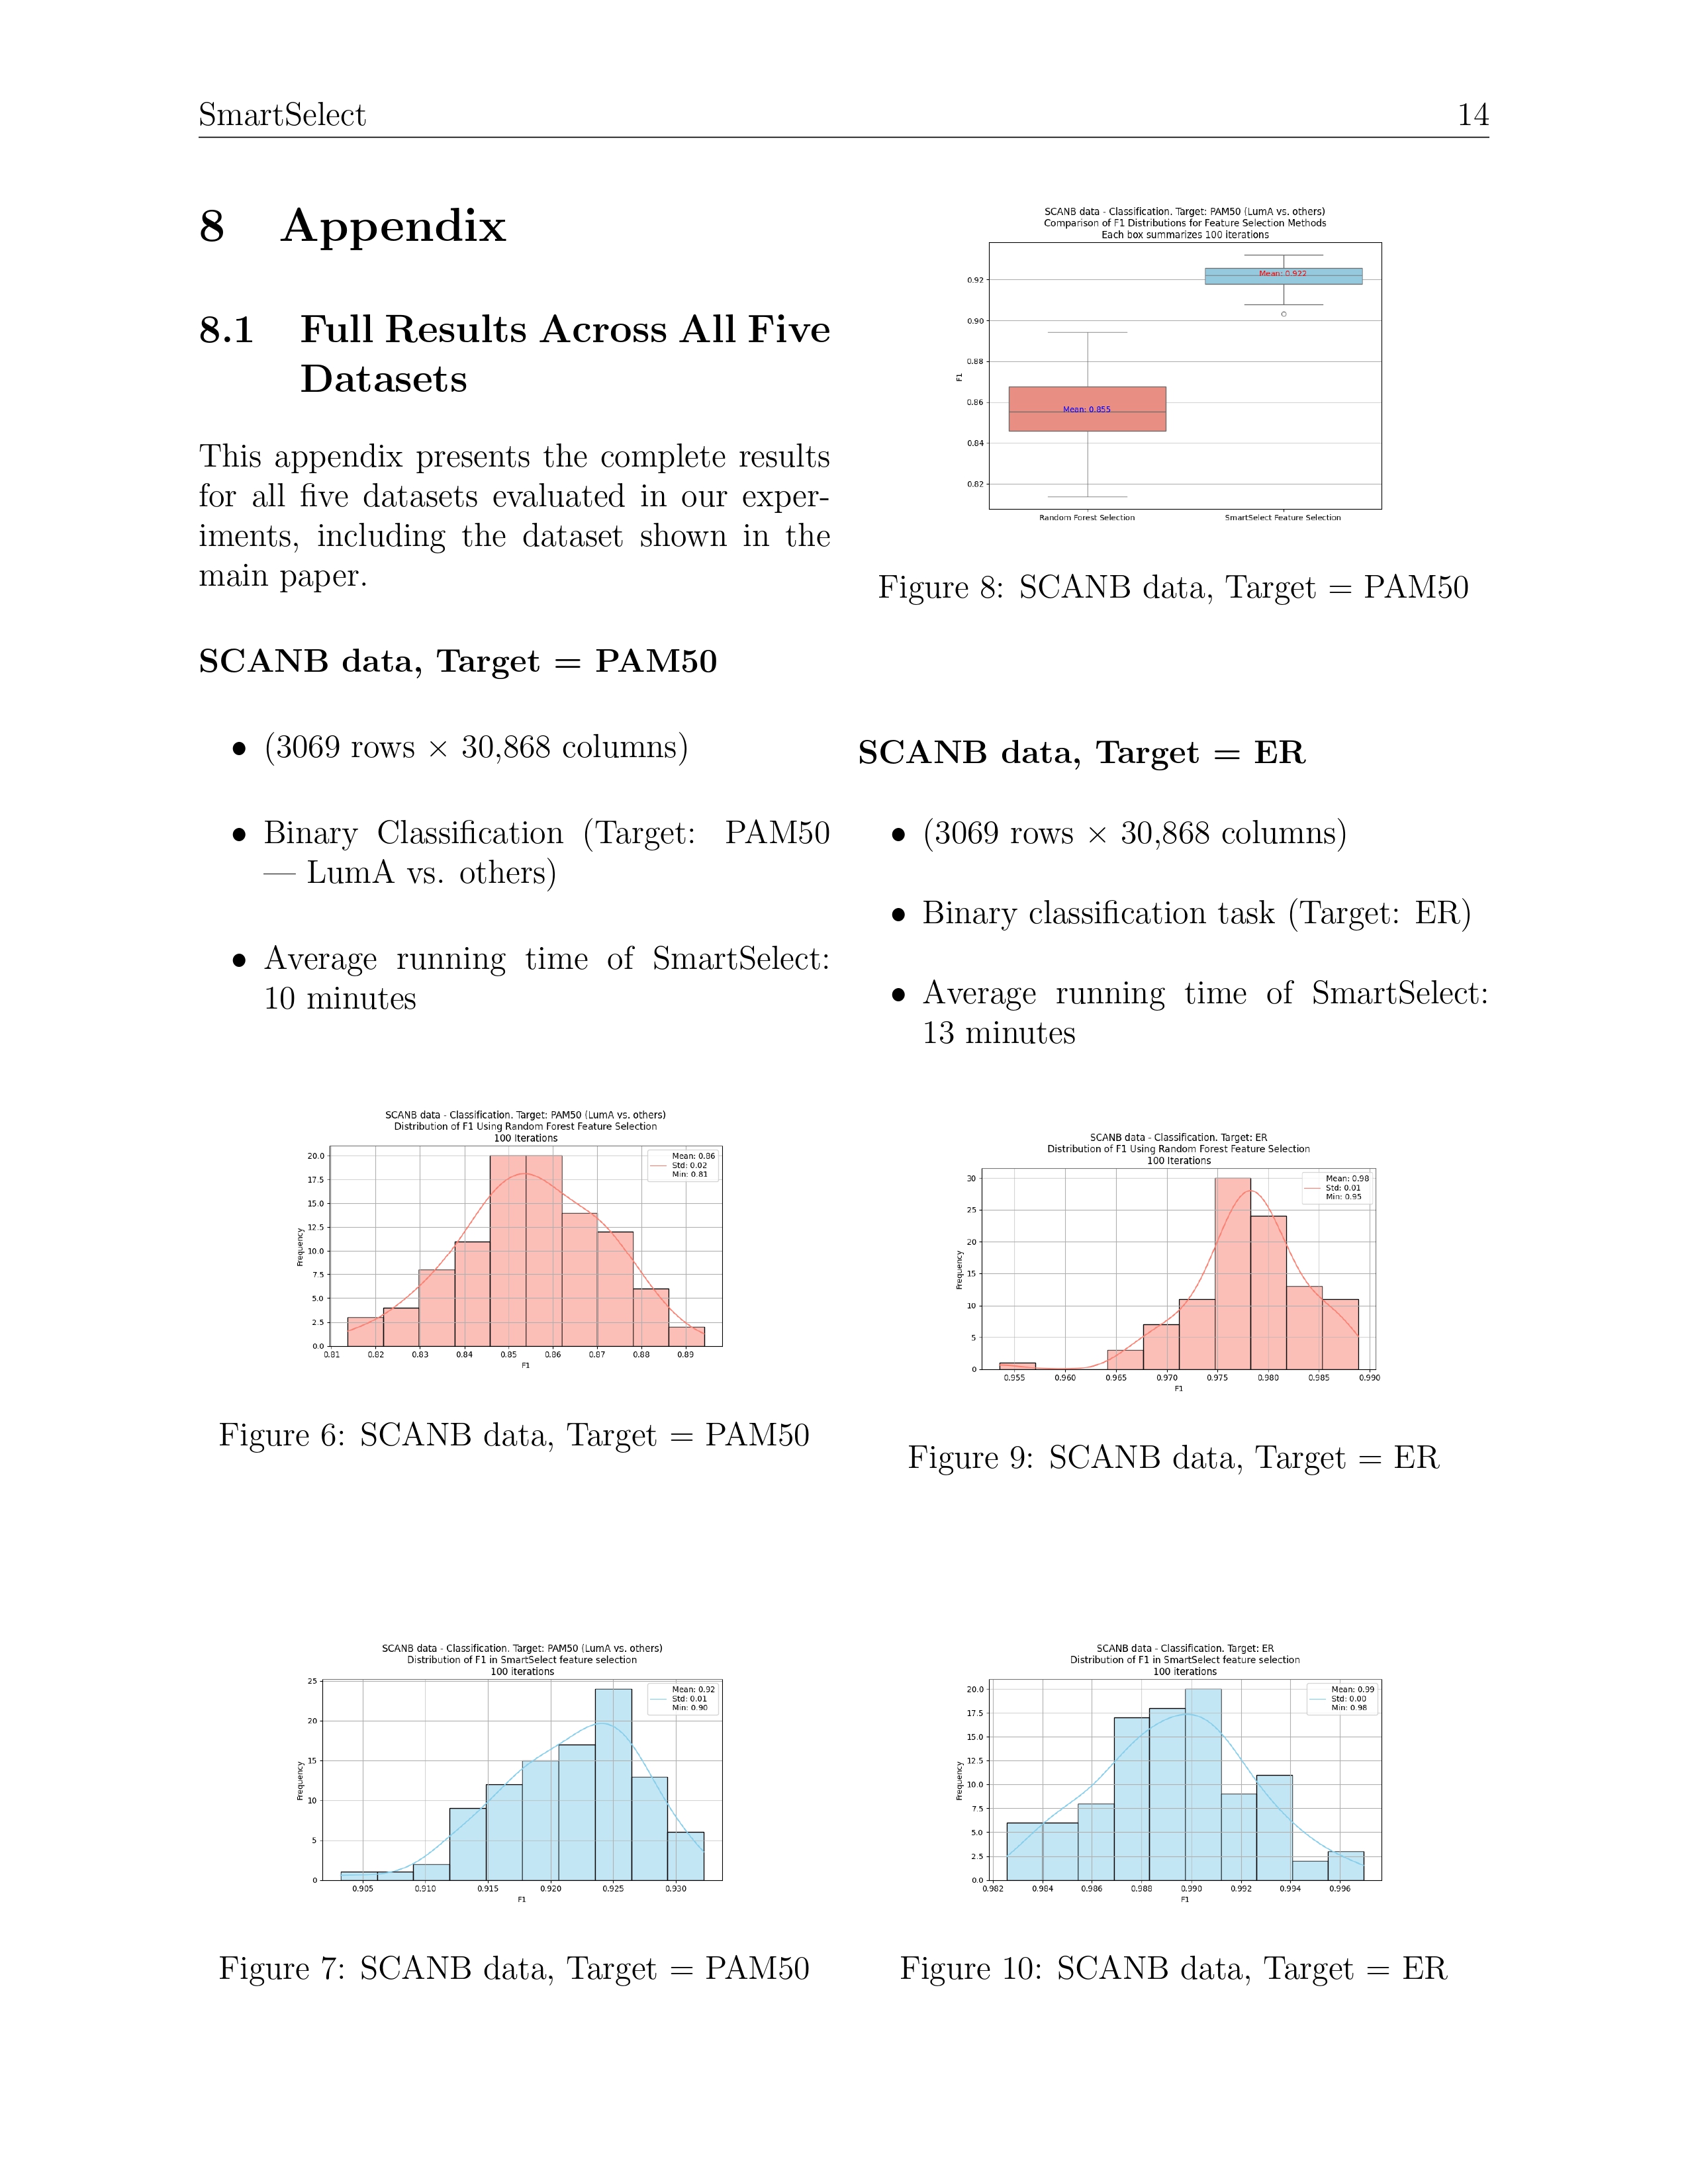 SmartSelect 14
8 Appendix
8.1 Full Results Across All Five
Datasets
This appendix presents the complete results
for all five datasets evaluated in our exper-
iments, including the dataset shown in the
main paper.
SCANB data, Target = PAM50
• (3069 rows × 30,868 columns)
• Binary Classification (Target: PAM50
— LumA vs. others)
• Average running time of SmartSelect:
10 minutes
SCANB data - Classification. Target: PAM50 (LumA vs. others)
Distribution of F1 Using Random Forest Feature Selection
100 Iterations
Mean: 0.86
Std: 0.02
Min: 0.81
Frequency
20.0
17.5
15.0
12.5
10.0
7.5
5.0
2.5
0.0
0.81 0.82 0.83 0.84 0.85 0.86 0.87 0.88 0.89
F1
Figure 6: SCANB data, Target = PAM50
SCANB data - Classification. Target: PAM50 (LumA vs. others)
Distribution of F1 in SmartSelect feature selection
100 iterations
Mean: 0.92
Std: 0.01
Min: 0.90
Frequency
25
20
15
10
5
0
0.905 0.910 0.915 0.920 0.925 0.930
F1
Figure 7: SCANB data, Target = PAM50
SCANB data - Classification. Target: PAM50 (LumA vs. others)
Comparison of F1 Distributions for Feature Selection Methods
Each box summarizes 100 iterations
F1
0.92
0.90
0.88
0.86
0.84
0.82
Mean: 0.922
Mean: 0.855
Random Forest Selection SmartSelect Feature Selection
Figure 8: SCANB data, Target = PAM50
SCANB data, Target = ER
• (3069 rows × 30,868 columns)
• Binary classification task (Target: ER)
• Average running time of SmartSelect:
13 minutes
SCANB data - Classification. Target: ER
Distribution of F1 Using Random Forest Feature Selection
100 Iterations
Mean: 0.98
Std: 0.01
Min: 0.95
Frequency
30
25
20
15
10
5
0
0.955 0.960 0.965 0.970 0.975 0.980 0.985 0.990
F1
Figure 9: SCANB data, Target = ER
SCANB data - Classification. Target: ER
Distribution of F1 in SmartSelect feature selection
100 iterations
Mean: 0.99
Std: 0.00
Min: 0.98
Frequency
20.0
17.5
15.0
12.5
10.0
7.5
5.0
2.5
0.0
0.982 0.984 0.986 0.988 0.990 0.992 0.994 0.996
F1
Figure 10: SCANB data, Target = ER